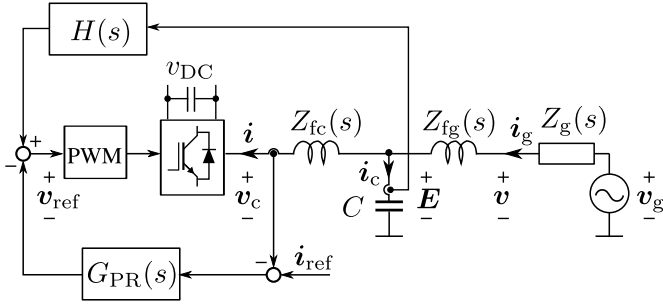 H(s)
v_DC
Z_fc(s)
Z_fg(s)
i_g
Z_g(s)
+
−
PWM
i
i_c
+
v_ref
−
+
v_c
−
C
+
E
−
+
v
−
+
v_g
−
G_PR(s)
−
i_ref